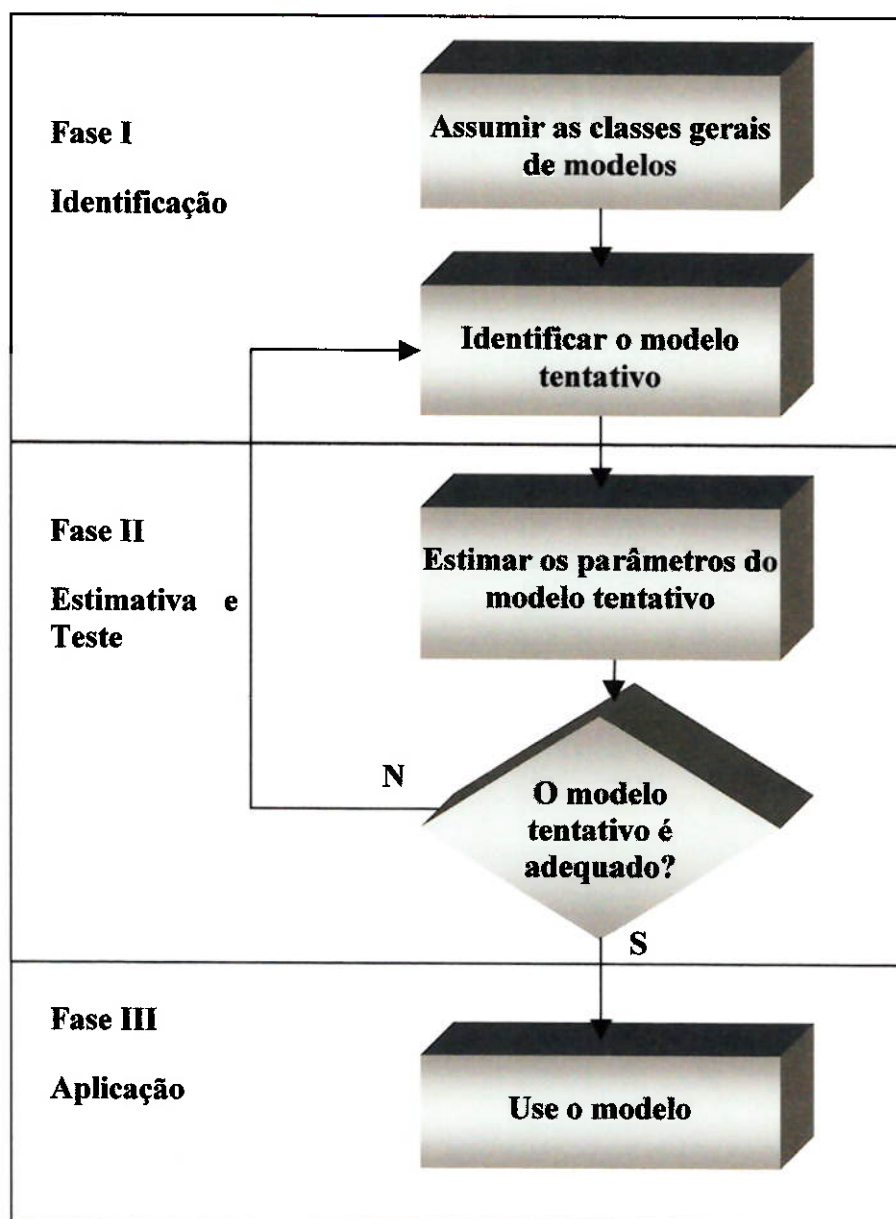 Fase I
Identificação
Assumir as classes gerais
de modelos
Identificar o modelo
tentativo
Fase II
Estimativa e
Teste
Estimar os parâmetros do
modelo tentativo
N
O modelo
tentativo é
adequado?
S
Fase III
Aplicação
Use o modelo